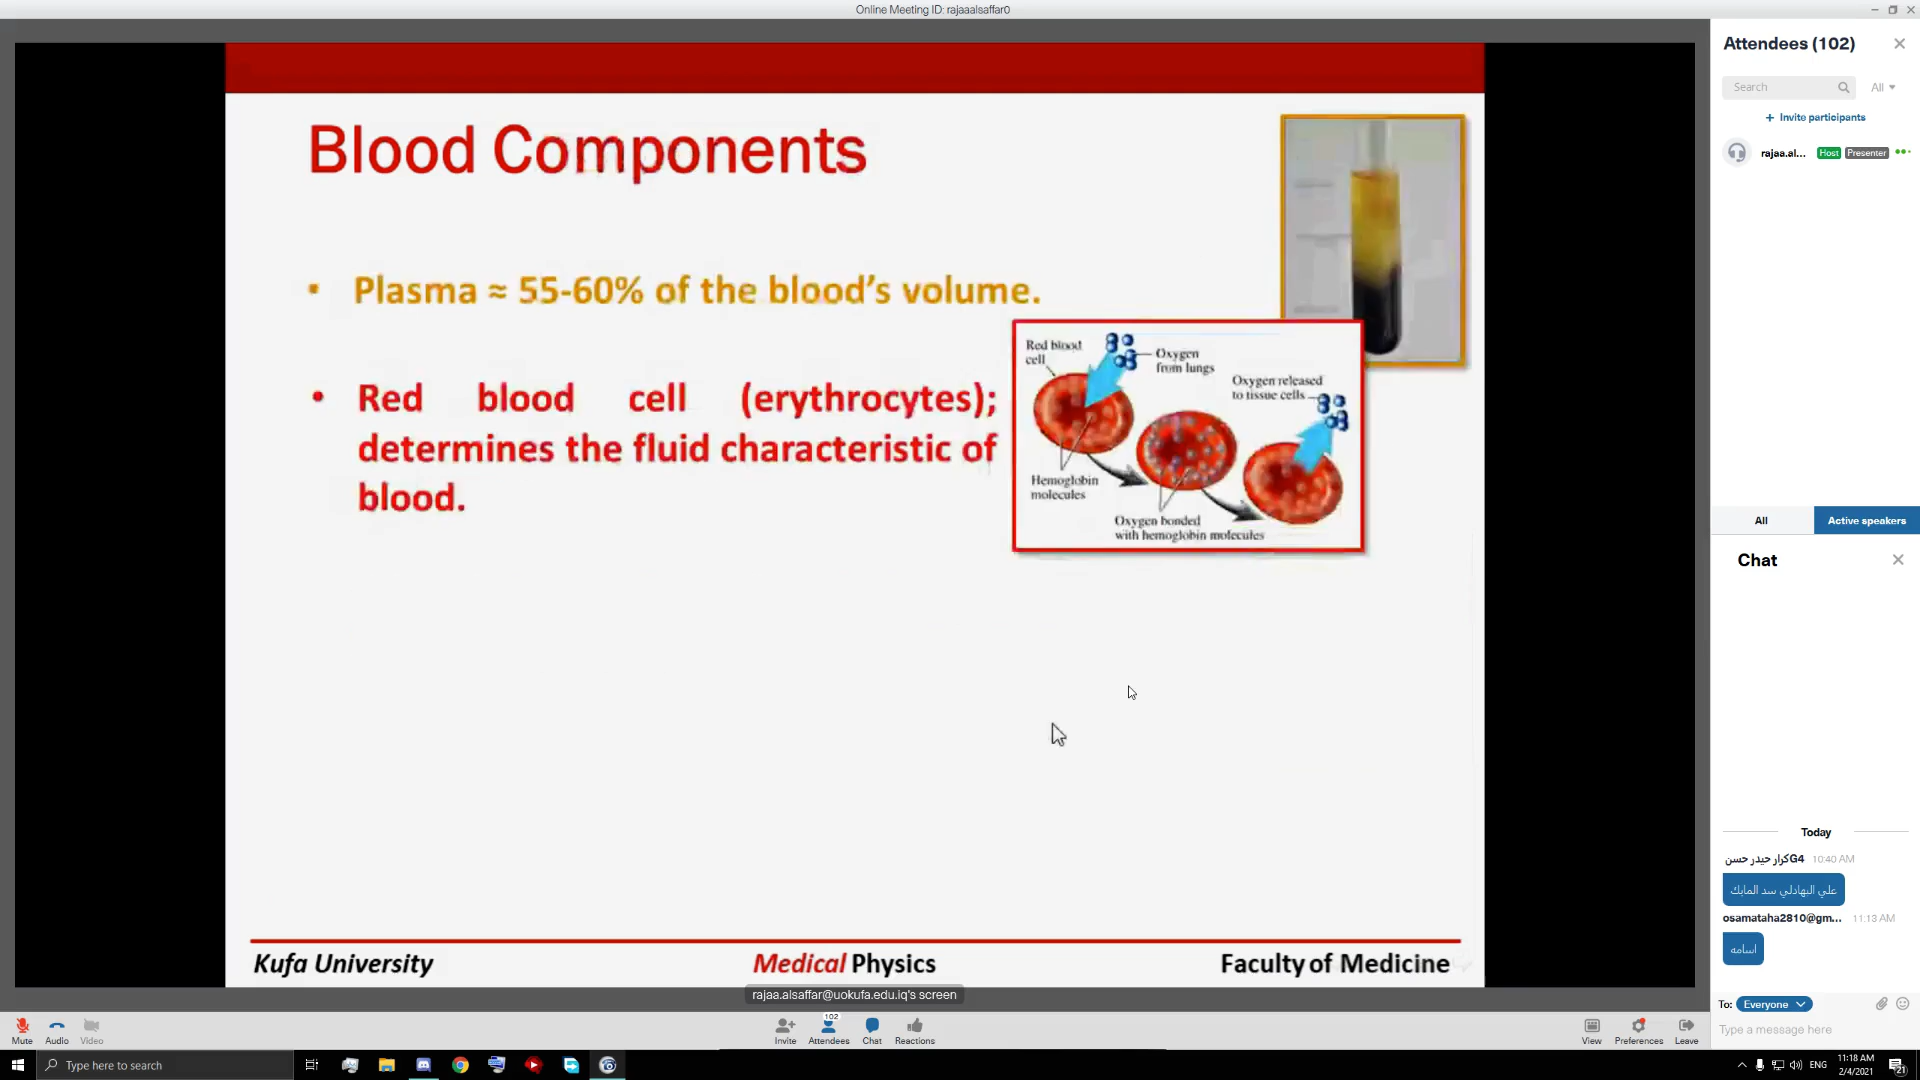 Online Meeting ID: rajaaalsaffar0
Blood Components
• Plasma ≈ 55-60% of the blood's volume.
• Red blood cell (erythrocytes);
determines the fluid characteristic of
blood.
Red blood
cell
Oxygen
from lungs
Oxygen released
to tissue cells
Hemoglobin
molecules
Oxygen bonded
with hemoglobin molecules
Kufa University
Medical Physics
Faculty of Medicine
rajaa.alsaffar@uokufa.edu.iq's screen
Attendees (102)
Search
All
+ Invite participants
rajaa.al...
Host
Presenter
All
Active speakers
Chat
Today
G4كرار حيدر حسن
10:40 AM
علي البهادلي سد المايك
osamataha2810@gm...
11:13 AM
اسامه
To:
Everyone
Type a message here
Mute
Audio
Video
Invite
102
Attendees
Chat
Reactions
View
Preferences
Leave
Type here to search
ENG
11:18 AM
2/4/2021
21